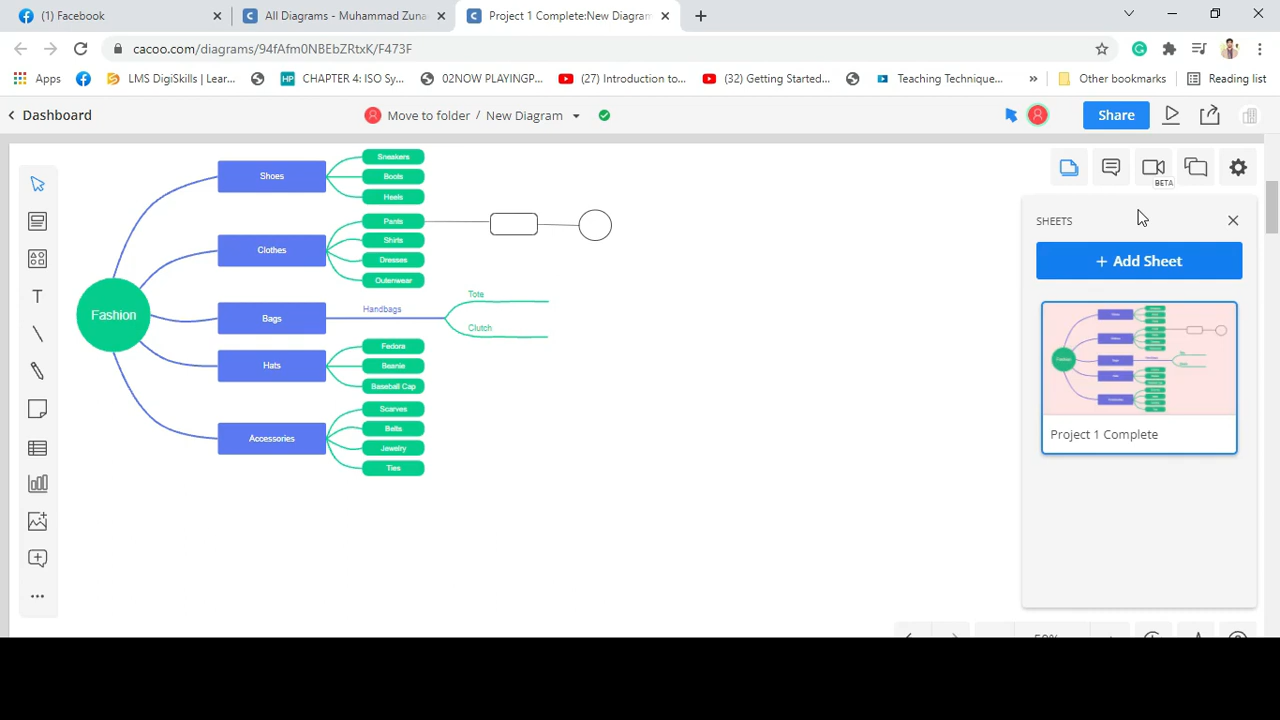 (1) Facebook
All Diagrams - Muhammad Zuna
Project 1 Complete:New Diagram
cacoo.com/diagrams/94fAfm0NBEbZRtxK/F473F
Apps
LMS DigiSkills | Lear...
CHAPTER 4: ISO Sy...
02NOW PLAYINGP...
(27) Introduction to...
(32) Getting Started...
Teaching Technique...
»
Other bookmarks
Reading list
Dashboard
Move to folder / New Diagram
Share
BETA
SHEETS
+ Add Sheet
Project 1 Complete
Fashion
Shoes
Sneakers
Boots
Heels
Clothes
Pants
Shirts
Dresses
Outerwear
Bags
Handbags
Tote
Clutch
Hats
Fedora
Beanie
Baseball Cap
Accessories
Scarves
Belts
Jewelry
Ties